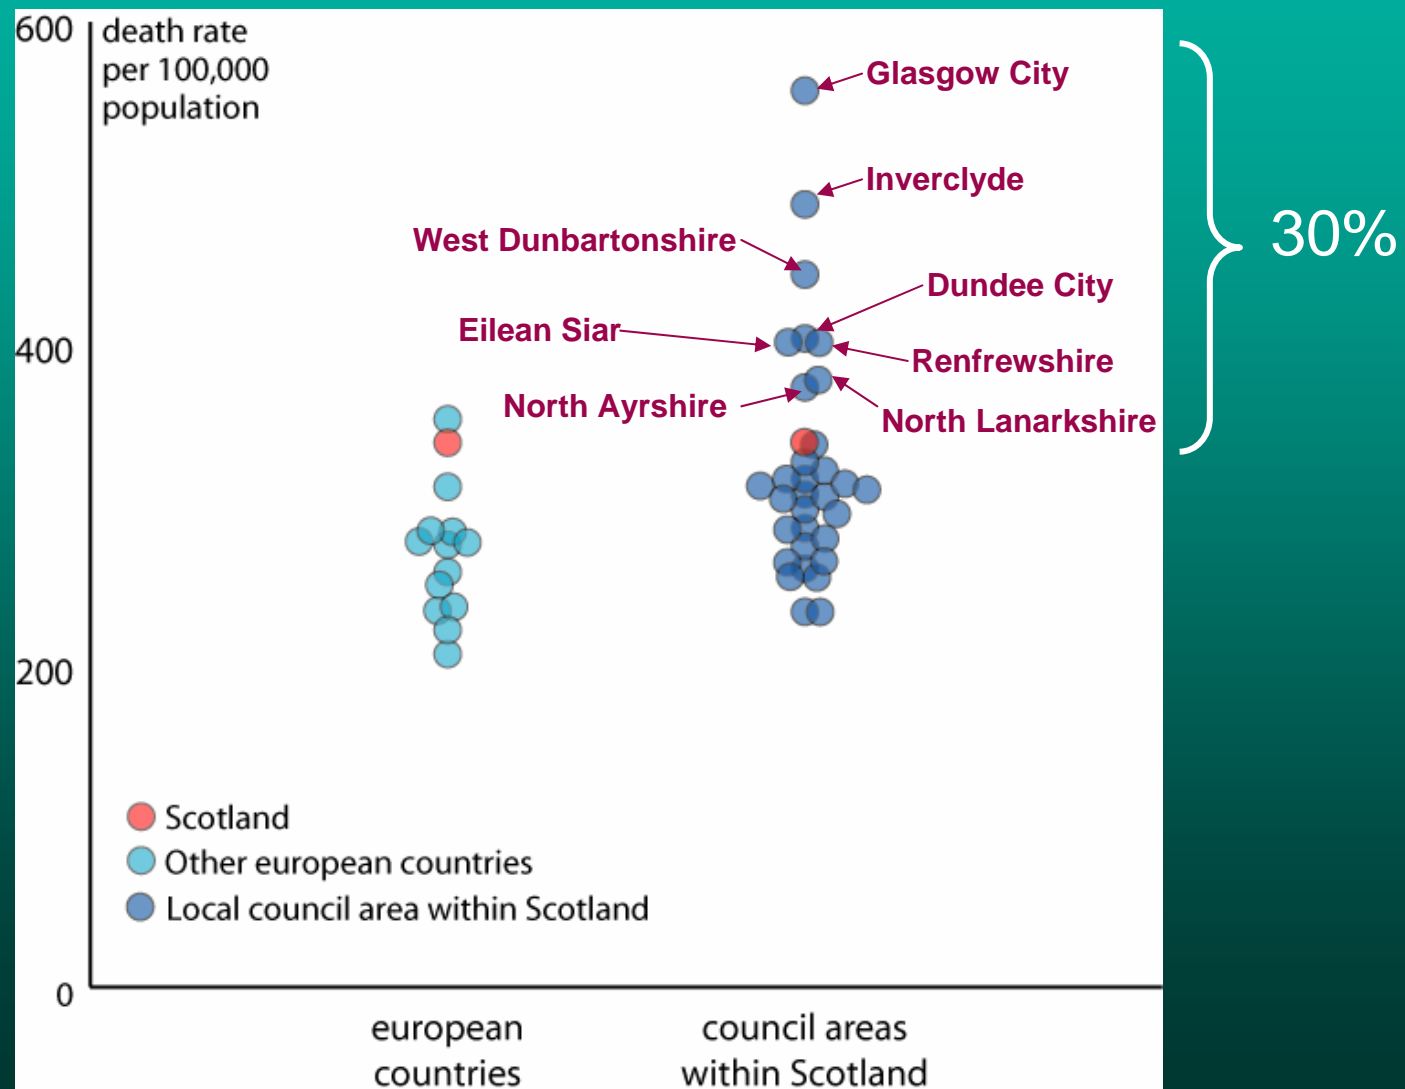 600
death rate
per 100,000
population
Glasgow City
Inverclyde
30%
West Dunbartonshire
Dundee City
Eilean Siar
400
Renfrewshire
North Ayrshire
North Lanarkshire
200
Scotland
Other european countries
Local council area within Scotland
0
european
countries
council areas
within Scotland